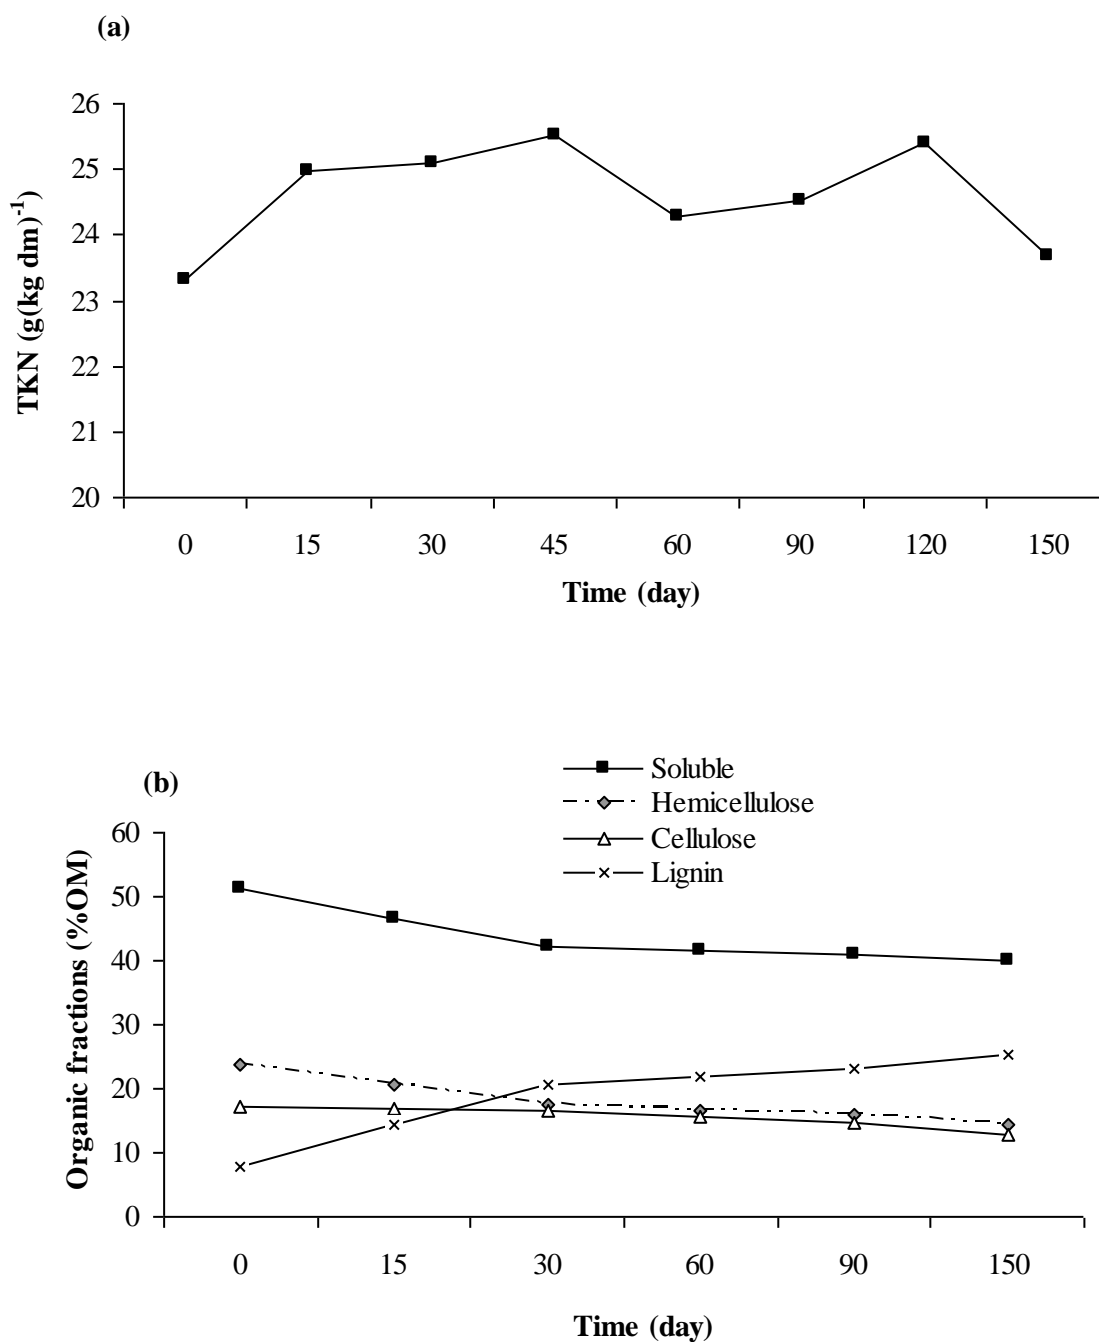 (a)
26
25
24
23
22
21
20
TKN (g(kg dm)-1)
0 15 30 45 60 90 120 150
Time (day)
(b)
Soluble
Hemicellulose
Cellulose
Lignin
60
50
40
30
20
10
0
Organic fractions (%OM)
0 15 30 60 90 150
Time (day)